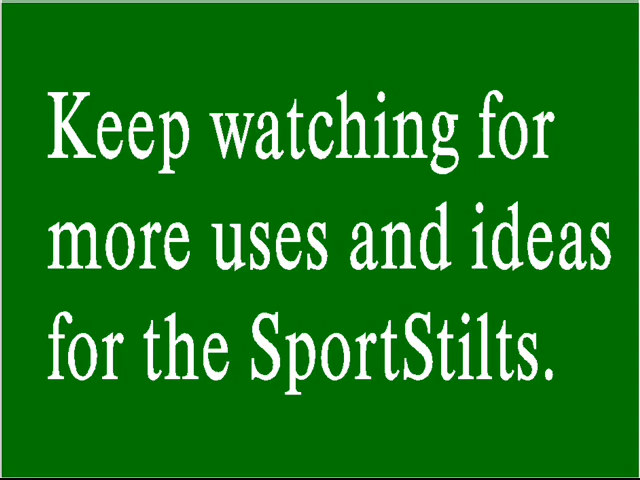 Keep watching for
more uses and ideas
for the SportStilts.